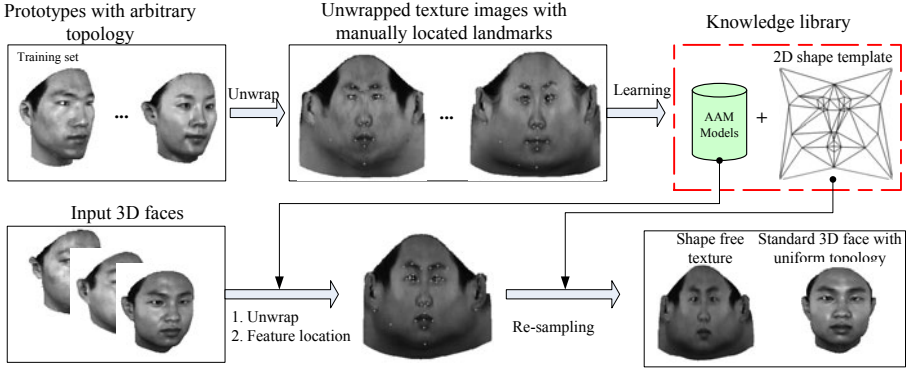 Prototypes with arbitrary
topology
Training set
...
Unwrap
Unwrapped texture images with
manually located landmarks
...
Learning
Knowledge library
2D shape template
AAM
Models
+
Input 3D faces
1. Unwrap
2. Feature location
Re-sampling
Shape free
texture
Standard 3D face with
uniform topology